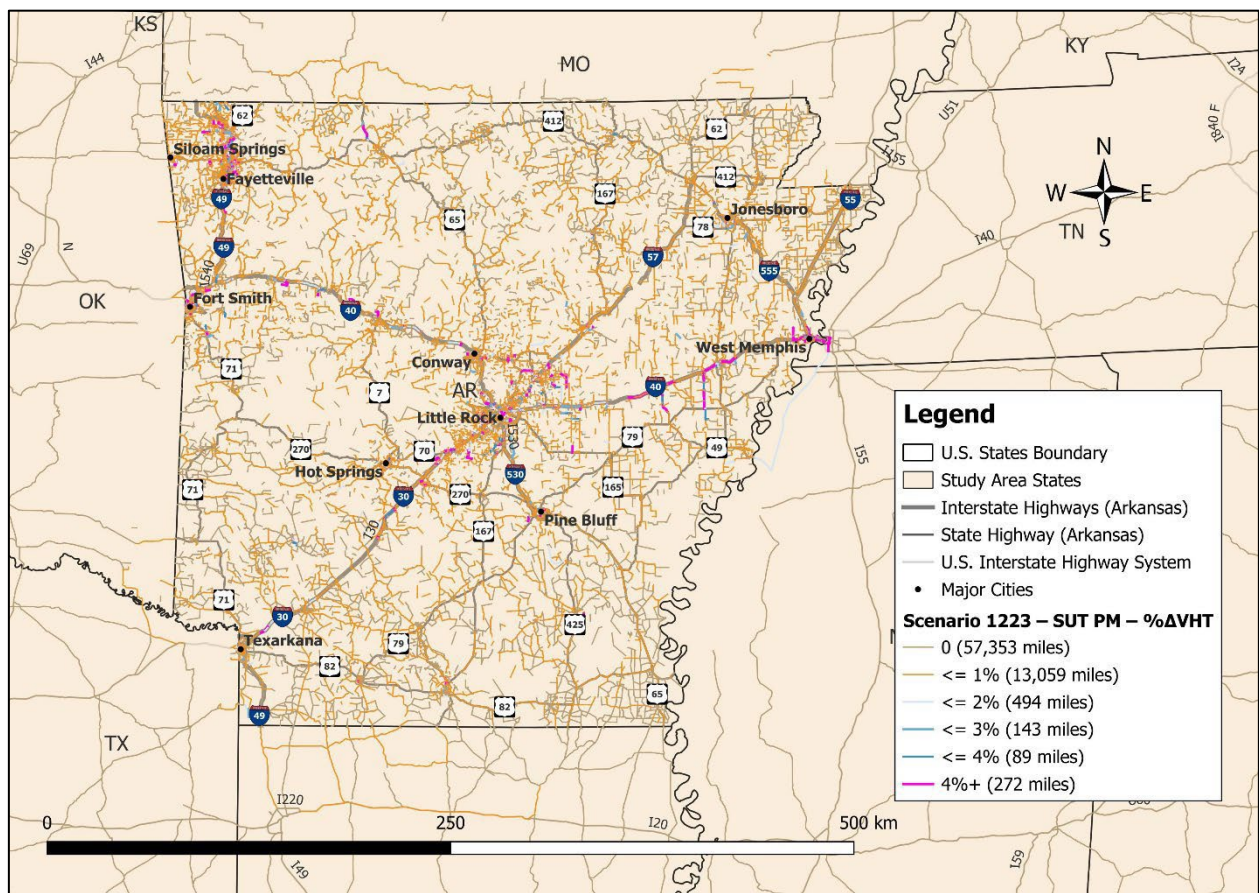 KS
MO
KY
I44
I24
U51
I840 F
I155
I40
TN
N
W E
S
62
412
62
Siloam Springs
Fayetteville
49
412
167
65
Jonesboro
55
78
U69
N
49
57
555
I540
OK
Fort Smith
40
West Memphis
Conway
71
40
AR
7
Little Rock
I530
79
49
270
70
Hot Springs
530
I55
71
30
270
165
Pine Bluff
I30
167
71
30
425
Texarkana
79
82
65
82
49
TX
I220
I20
I49
I59
0 250 500 km
Legend
U.S. States Boundary
Study Area States
Interstate Highways (Arkansas)
State Highway (Arkansas)
U.S. Interstate Highway System
Major Cities
Scenario 1223 – SUT PM – %ΔVHT
0 (57,353 miles)
<= 1% (13,059 miles)
<= 2% (494 miles)
<= 3% (143 miles)
<= 4% (89 miles)
4%+ (272 miles)